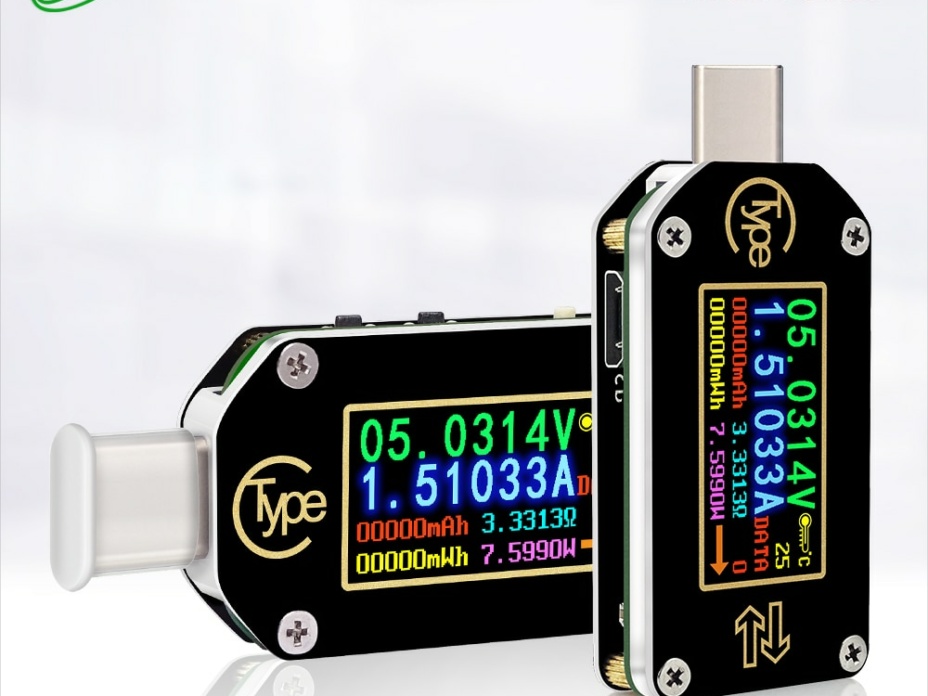 Type
05.0314V
1.51033A
00000mAh 3.3313Ω
00000mWh 7.5990W
Type
05.0314V
1.51033A
00000mAh 3.3313Ω DATA 0
00000mWh 7.5990W
25
°C